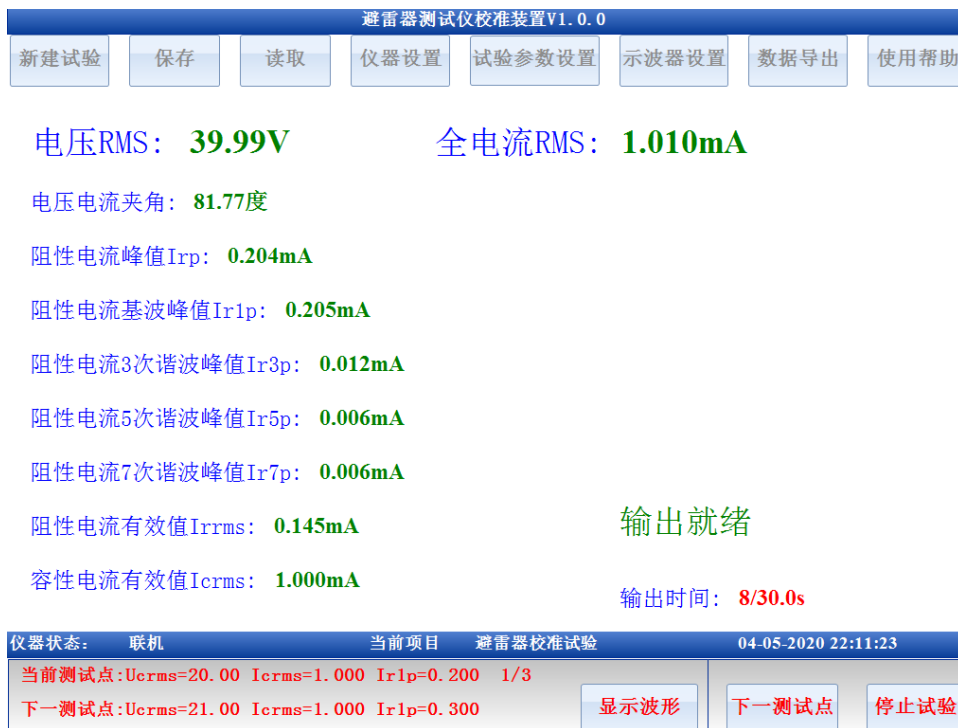 避雷器测试仪校准装置V1.0.0
新建试验 保存 读取 仪器设置 试验参数设置 示波器设置 数据导出 使用帮助
电压RMS: 39.99V 全电流RMS: 1.010mA
电压电流夹角: 81.77度
阻性电流峰值Irp: 0.204mA
阻性电流基波峰值Ir1p: 0.205mA
阻性电流3次谐波峰值Ir3p: 0.012mA
阻性电流5次谐波峰值Ir5p: 0.006mA
阻性电流7次谐波峰值Ir7p: 0.006mA
阻性电流有效值Irrms: 0.145mA
输出就绪
容性电流有效值Icrms: 1.000mA
输出时间: 8/30.0s
仪器状态: 联机 当前项目 避雷器校准试验 04-05-2020 22:11:23
当前测试点:Ucrms=20.00 Icrms=1.000 Ir1p=0.200 1/3
下一测试点:Ucrms=21.00 Icrms=1.000 Ir1p=0.300
显示波形 下一测试点 停止试验